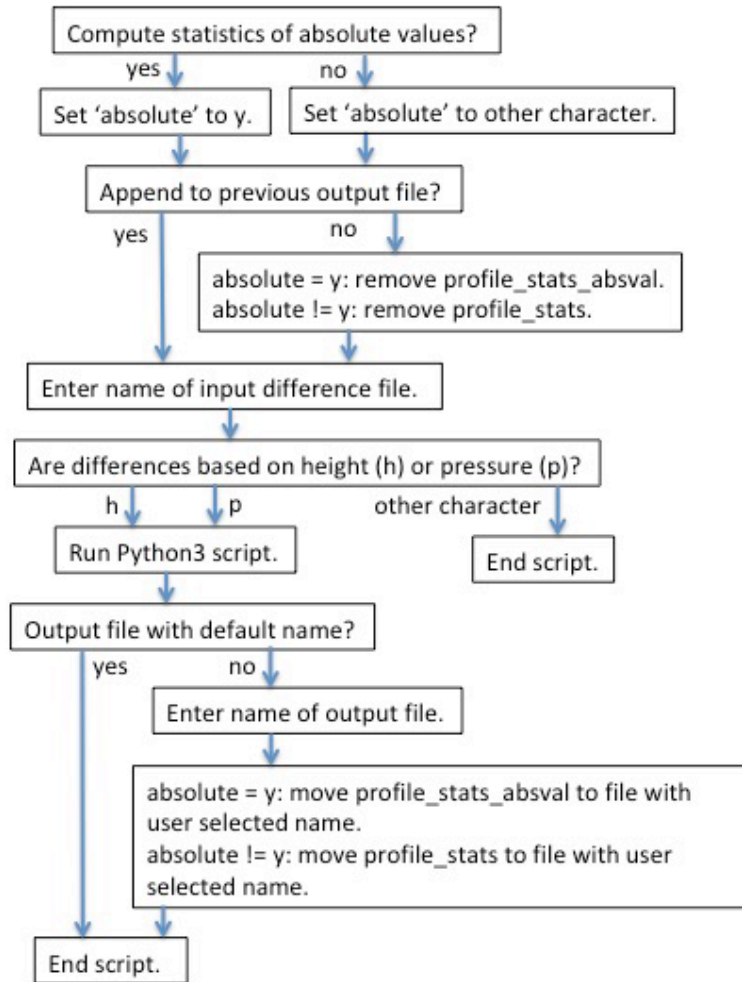 Compute statistics of absolute values?
yes
no
Set ‘absolute’ to y.
Set ‘absolute’ to other character.
Append to previous output file?
yes
no
absolute = y: remove profile_stats_absval.
absolute != y: remove profile_stats.
Enter name of input difference file.
Are differences based on height (h) or pressure (p)?
h
p
other character
Run Python3 script.
End script.
Output file with default name?
yes
no
Enter name of output file.
absolute = y: move profile_stats_absval to file with
user selected name.
absolute != y: move profile_stats to file with user
selected name.
End script.